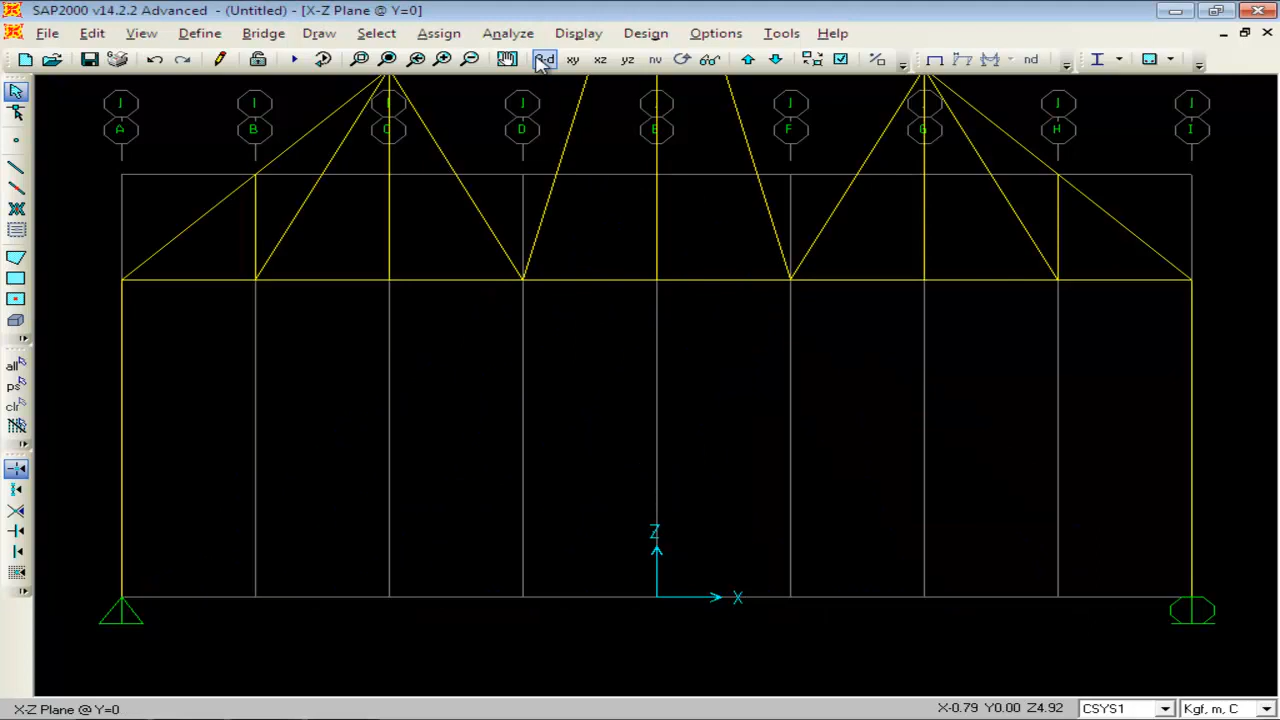 SAP2000 v14.2.2 Advanced - (Untitled) - [X-Z Plane @ Y=0]
File Edit View Define Bridge Draw Select Assign Analyze Display Design Options Tools Help
xy xz yz nv nd
J I J J J J
A B D F H I
all
ps
clr
Z
X
X-Z Plane @ Y=0 X-0.79 Y0.00 Z4.92 CSYS1 Kgf, m, C